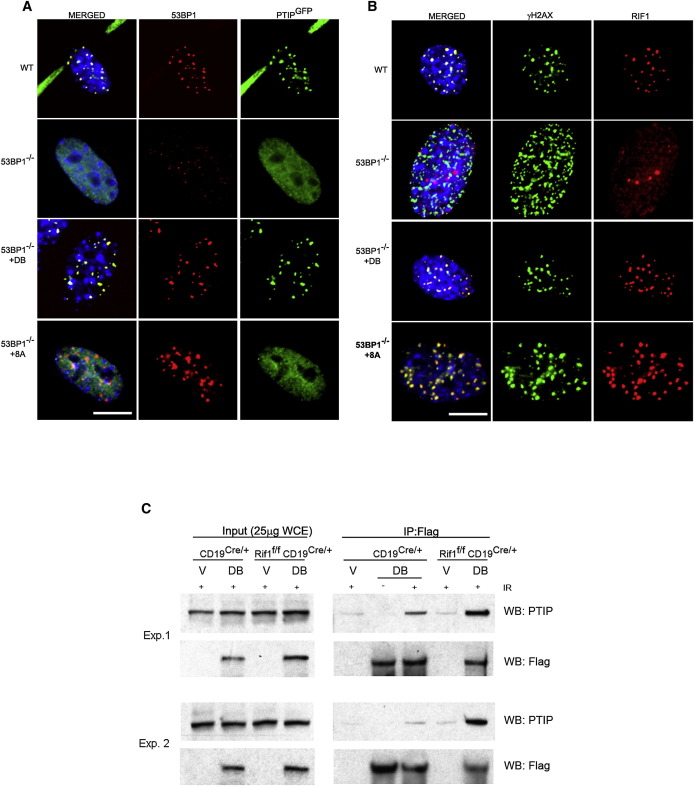 A
MERGED 53BP1 PTIPGFP
WT
53BP1-/-
53BP1-/-
+DB
53BP1-/-
+8A
B
MERGED γH2AX RIF1
WT
53BP1-/-
53BP1-/-
+DB
53BP1-/-
+8A
C
Input (25µg WCE) IP:Flag
CD19Cre/+ Rif1f/f CD19Cre/+ CD19Cre/+ Rif1f/f CD19Cre/+
V DB V DB V DB V DB
+ + + + + - + + + IR
Exp.1
WB: PTIP
WB: Flag
Exp. 2
WB: PTIP
WB: Flag